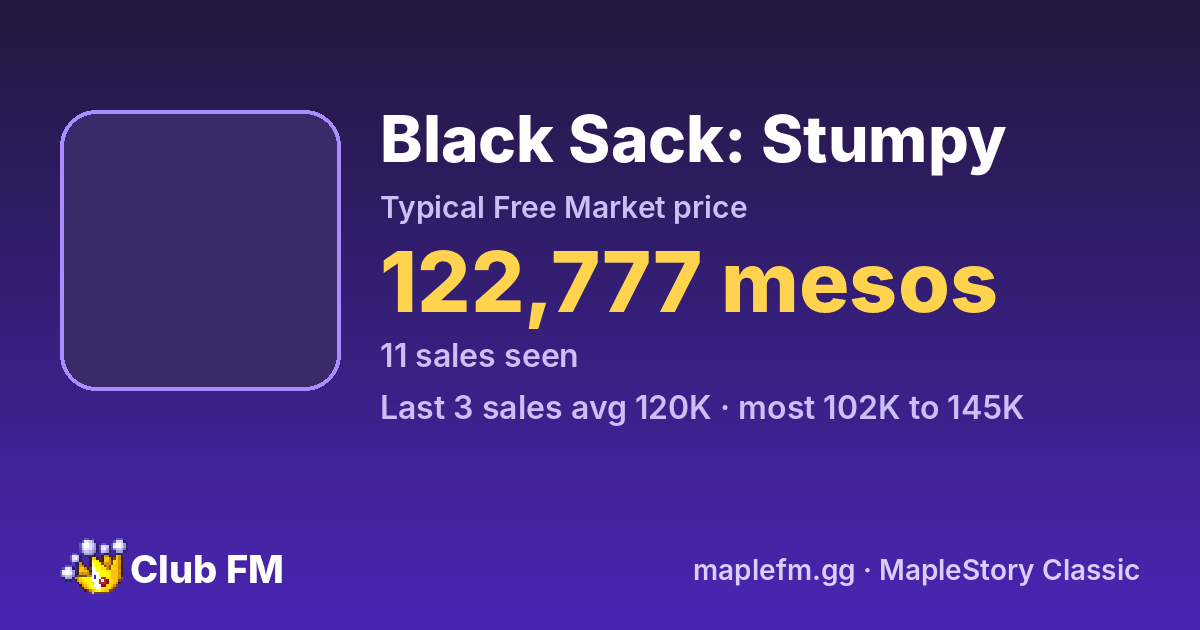 Black Sack: Stumpy
Typical Free Market price
122,777 mesos
11 sales seen
Last 3 sales avg 120K · most 102K to 145K
Club FM
maplefm.gg · MapleStory Classic